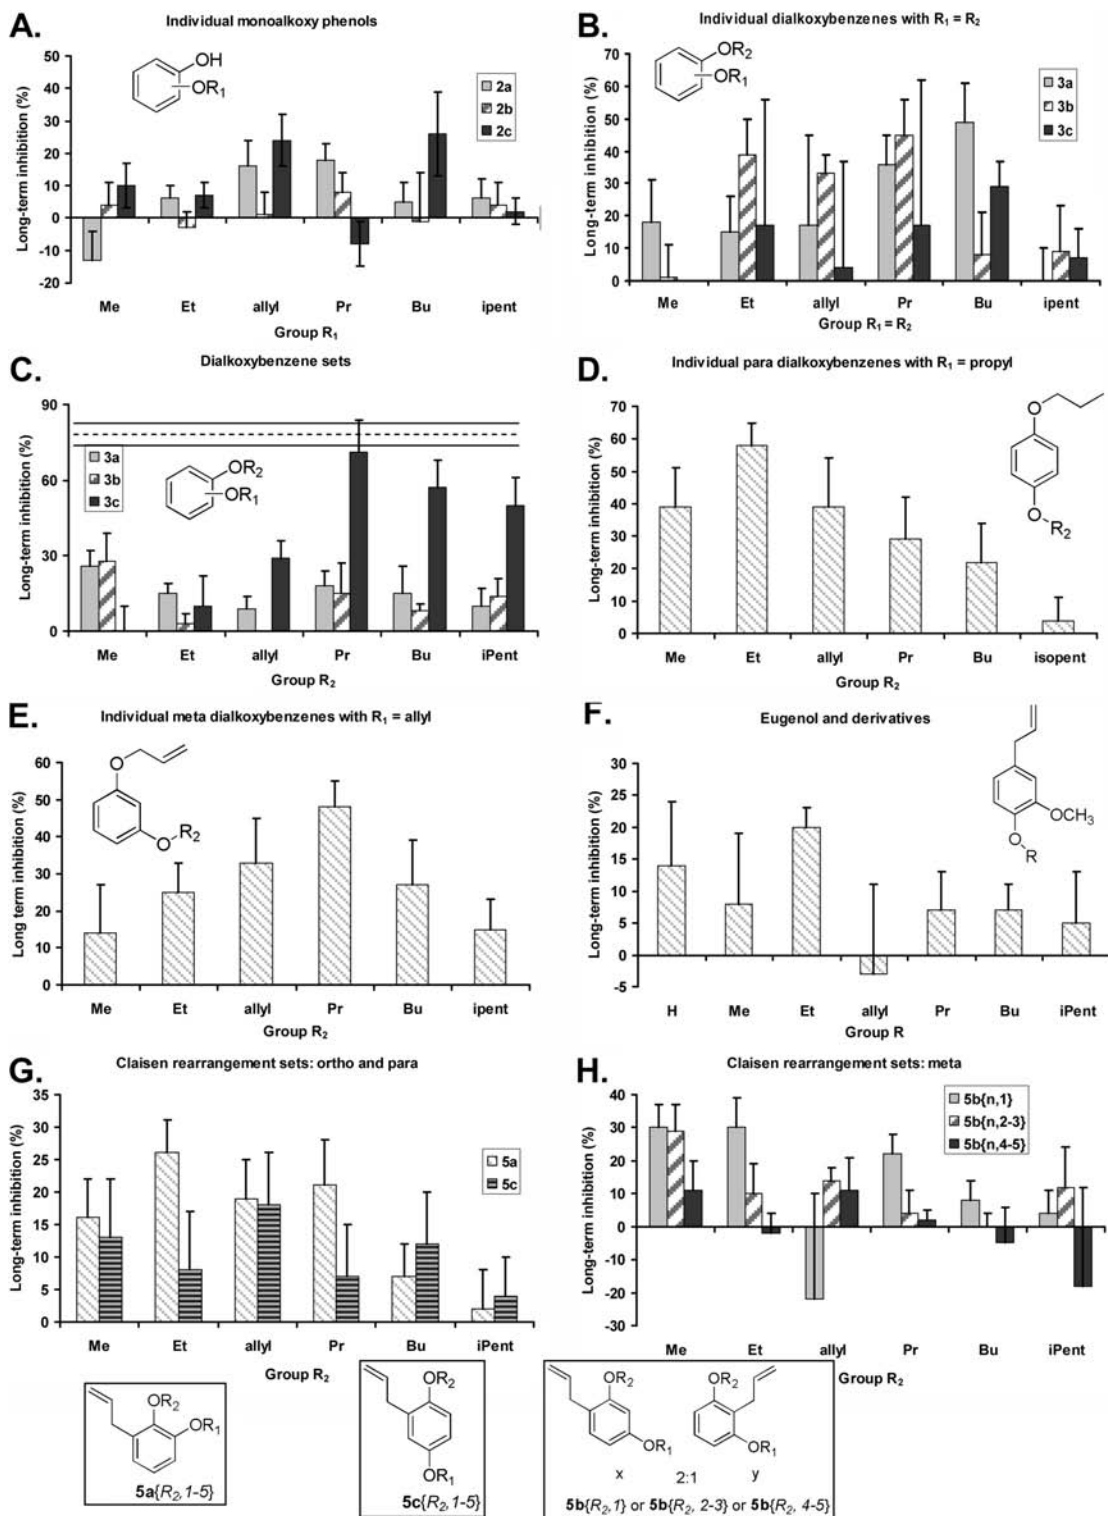 A.
Individual monoalkoxy phenols
Long-term inhibition (%)
50
40
30
20
10
0
-10
-20
OH
OR1
2a
2b
2c
Me Et allyl Pr Bu ipent
Group R1
B.
Individual dialkoxybenzenes with R1 = R2
Long-term inhibition (%)
70
60
50
40
30
20
10
0
OR2
OR1
3a
3b
3c
Me Et allyl Pr Bu ipent
Group R1 = R2
C.
Dialkoxybenzene sets
Long-term inhibition (%)
90
60
30
0
3a
3b
3c
OR2
OR1
Me Et allyl Pr Bu iPent
Group R2
D.
Individual para dialkoxybenzenes with R1 = propyl
Long-term inhibition (%)
70
60
50
40
30
20
10
0
O
O
R2
Me Et allyl Pr Bu isopent
Group R2
E.
Individual meta dialkoxybenzenes with R1 = allyl
Long term inhibition (%)
60
50
40
30
20
10
0
O
O
R2
Me Et allyl Pr Bu ipent
Group R2
F.
Eugenol and derivatives
Long-term inhibition (%)
30
25
20
15
10
5
0
-5
OCH3
O
R
H Me Et allyl Pr Bu iPent
Group R
G.
Claisen rearrangement sets: ortho and para
Long-term inhibition (%)
35
30
25
20
15
10
5
0
5a
5c
Me Et allyl Pr Bu iPent
Group R2
H.
Claisen rearrangement sets: meta
Long-term inhibition (%)
40
30
20
10
0
-10
-20
-30
5b{n,1}
5b{n,2-3}
5b{n,4-5}
Me Et allyl Pr Bu iPent
Group R2
OR2
OR1
5a{R2,1-5}
OR2
OR1
5c{R2,1-5}
OR2
OR1
OR2
OR1
x 2:1 y
5b{R2,1} or 5b{R2, 2-3} or 5b{R2, 4-5}